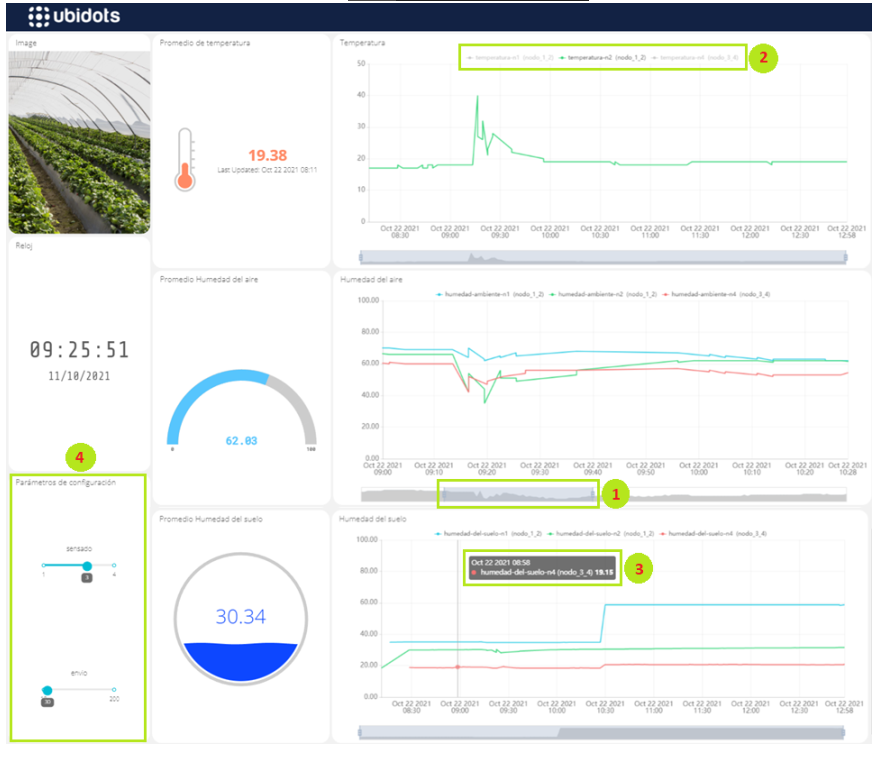 ubidots
Image
Promedio de temperatura
19.38
Last Updated: Oct 22 2021 08:11
Temperatura
temperatura-n1 (nodo_1_2) temperatura-n2 (nodo_1_2) temperatura-n4 (nodo_3_4)
2
50
40
30
20
10
0
Oct 22 2021 08:30
Oct 22 2021 09:00
Oct 22 2021 09:30
Oct 22 2021 10:00
Oct 22 2021 10:30
Oct 22 2021 11:00
Oct 22 2021 11:30
Oct 22 2021 12:00
Oct 22 2021 12:30
Oct 22 2021 12:58
Reloj
09:25:51
11/10/2021
Promedio Humedad del aire
62.03
0
100
Humedad del aire
humedad-ambiente-n1 (nodo_1_2) humedad-ambiente-n2 (nodo_1_2) humedad-ambiente-n4 (nodo_3_4)
100.00
80.00
60.00
40.00
20.00
0.00
Oct 22 2021 09:00
Oct 22 2021 09:10
Oct 22 2021 09:20
Oct 22 2021 09:30
Oct 22 2021 09:40
Oct 22 2021 09:50
Oct 22 2021 10:00
Oct 22 2021 10:10
Oct 22 2021 10:20
Oct 22 2021 10:28
1
4
Parámetros de configuración
sensado
1
4
3
envío
200
Promedio Humedad del suelo
30.34
Humedad del suelo
humedad-del-suelo-n1 (nodo_1_2) humedad-del-suelo-n2 (nodo_1_2) humedad-del-suelo-n4 (nodo_3_4)
100.00
80.00
60.00
40.00
20.00
0.00
Oct 22 2021 08:58
humedad-del-suelo-n4 (nodo_3_4) 19.15
3
Oct 22 2021 08:30
Oct 22 2021 09:00
Oct 22 2021 09:30
Oct 22 2021 10:00
Oct 22 2021 10:30
Oct 22 2021 11:00
Oct 22 2021 11:30
Oct 22 2021 12:00
Oct 22 2021 12:30
Oct 22 2021 12:58